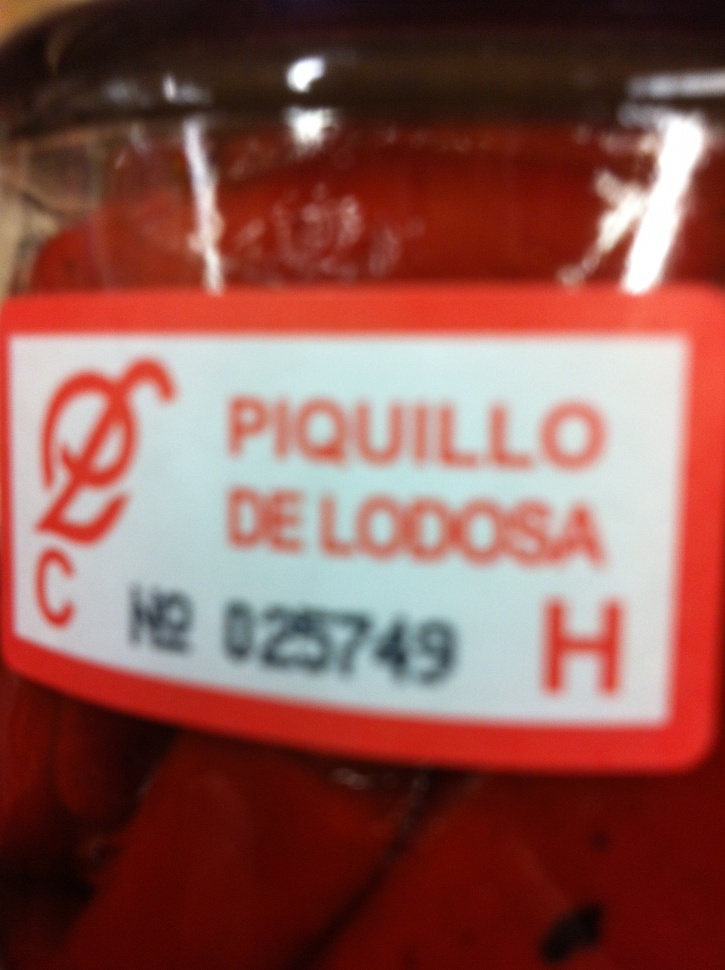 PIQUILLO
DE LODOSA
C
Nº 025749
H